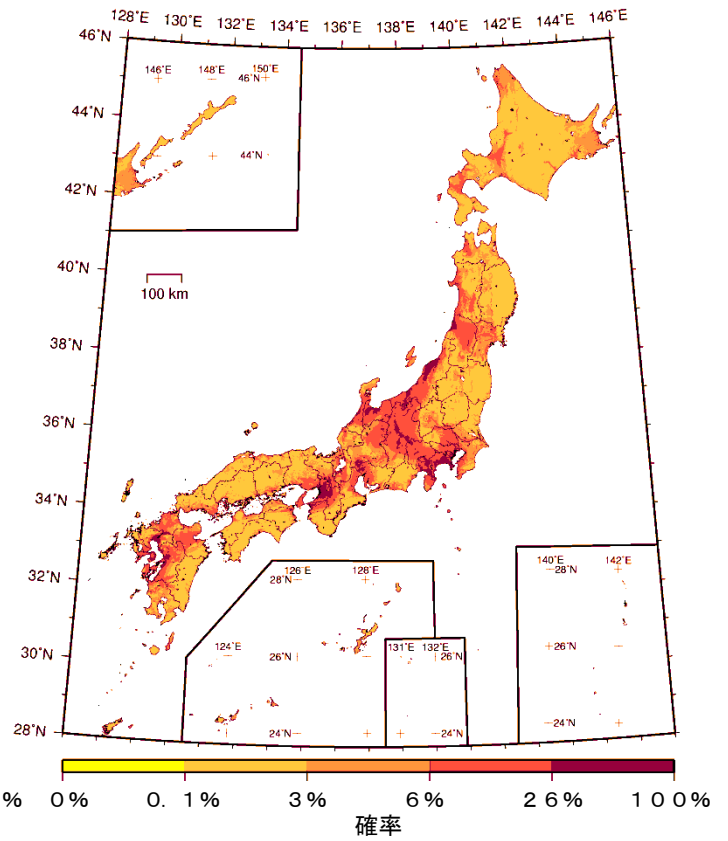 128°E 130°E 132°E 134°E 136°E 138°E 140°E 142°E 144°E 146°E
46°N
146°E 148°E 150°E
46°N
44°N
44°N
42°N
40°N
100 km
38°N
36°N
34°N
32°N
126°E 128°E
28°N
140°E 142°E
28°N
124°E
26°N
131°E 132°E
26°N
26°N
30°N
24°N
24°N
24°N
28°N
% 0% 0.1% 3% 6% 26% 100%
確率